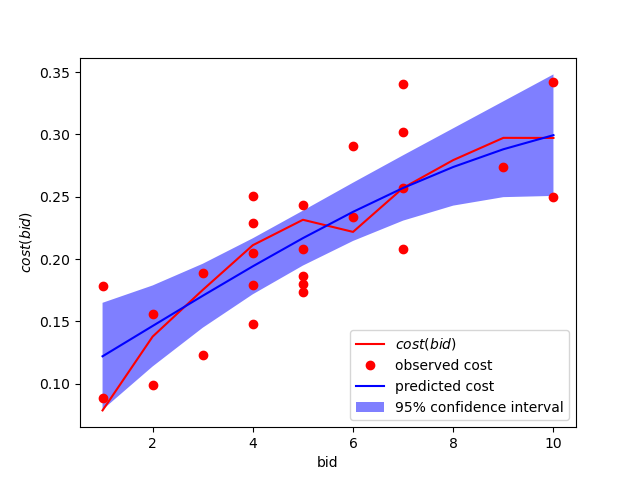 0.35
0.30
0.25
0.20
0.15
0.10
cost(bid)
2
4
6
8
10
bid
cost(bid)
observed cost
predicted cost
95% confidence interval